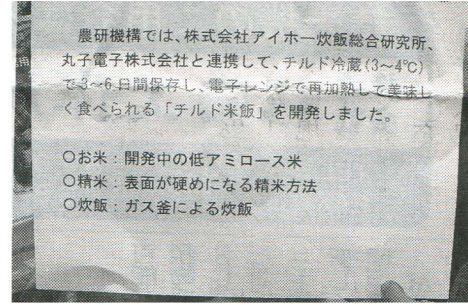 農研機構では、株式会社アイホー炊飯総合研究所、
丸子電子株式会社と連携して、チルド冷蔵(3～4℃)
で3～6日間保存し、電子レンジで再加熱して美味し
く食べられる「チルド米飯」を開発しました。
○お米：開発中の低アミロース米
○精米：表面が硬めになる精米方法
○炊飯：ガス釜による炊飯